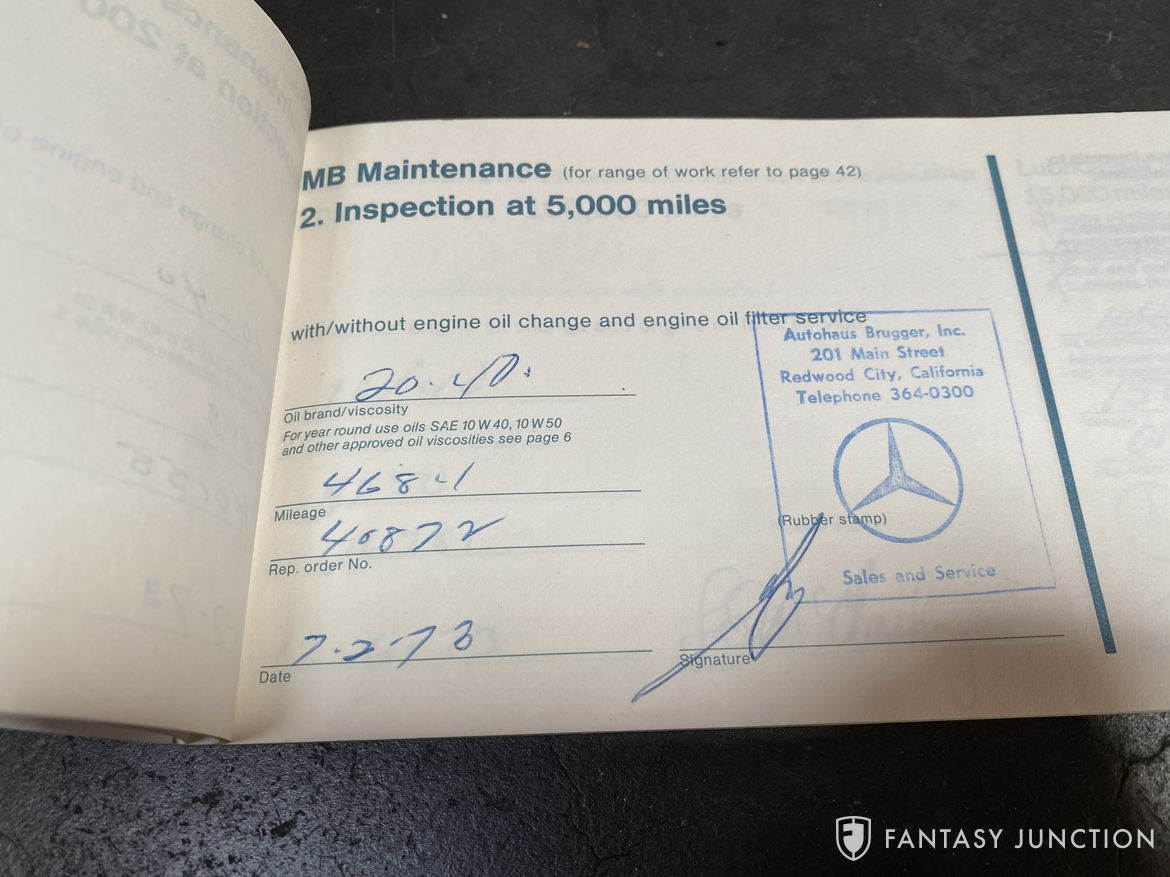 MB Maintenance (for range of work refer to page 42)
2. Inspection at 5,000 miles
with/without engine oil change and engine oil filter service
20.40.
Oil brand/viscosity
For year round use oils SAE 10 W 40, 10 W 50
and other approved oil viscosities see page 6
4684
Mileage
40872
Rep. order No.
7.2 73
Date
Autohaus Brugger, Inc.
201 Main Street
Redwood City, California
Telephone 364-0300
(Rubber stamp)
Sales and Service
Signature
FANTASY JUNCTION